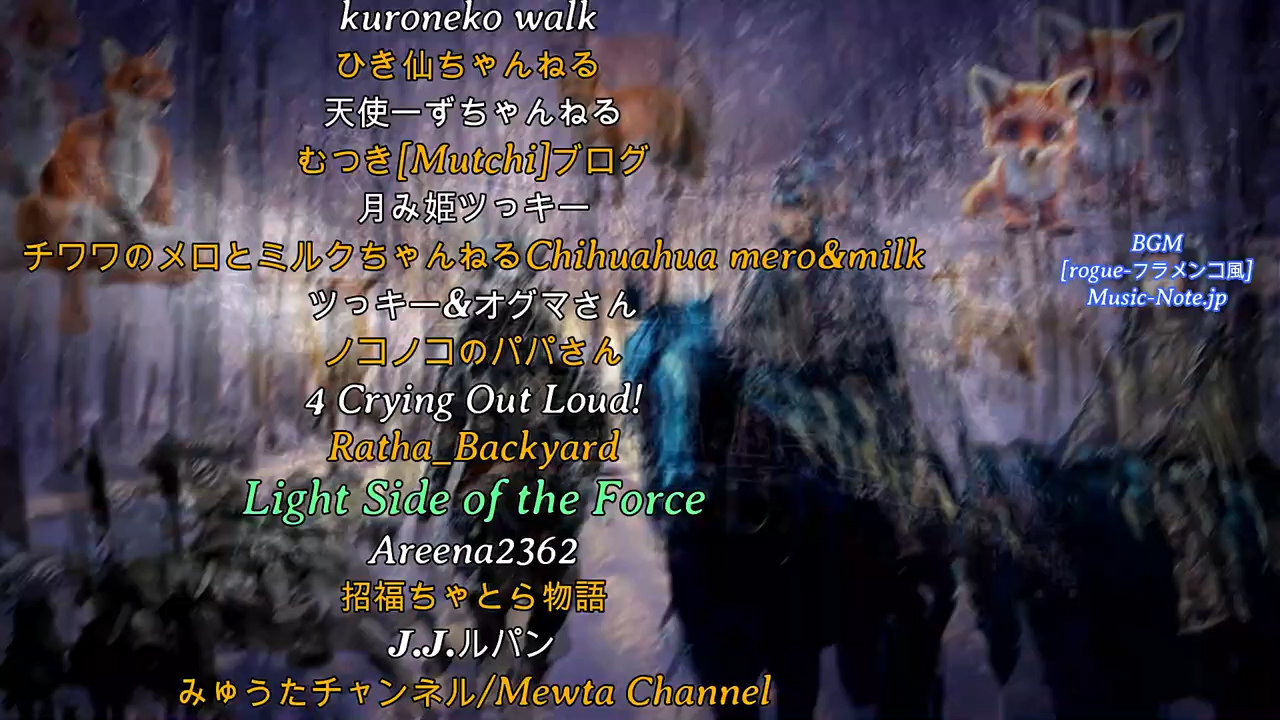 kuroneko walk
ひき仙ちゃんねる
天使ーずちゃんねる
むつき[Mutchi]ブログ
月み姫ツっキー
チワワのメロとミルクちゃんねるChihuahua mero&milk
ツっキー&オグマさん
ノコノコのパパさん
4 Crying Out Loud!
Ratha_Backyard
Light Side of the Force
Areena2362
招福ちゃとら物語
J.J.ルパン
みゅうたチャンネル/Mewta Channel
BGM
[rogue-フラメンコ風]
Music-Note.jp